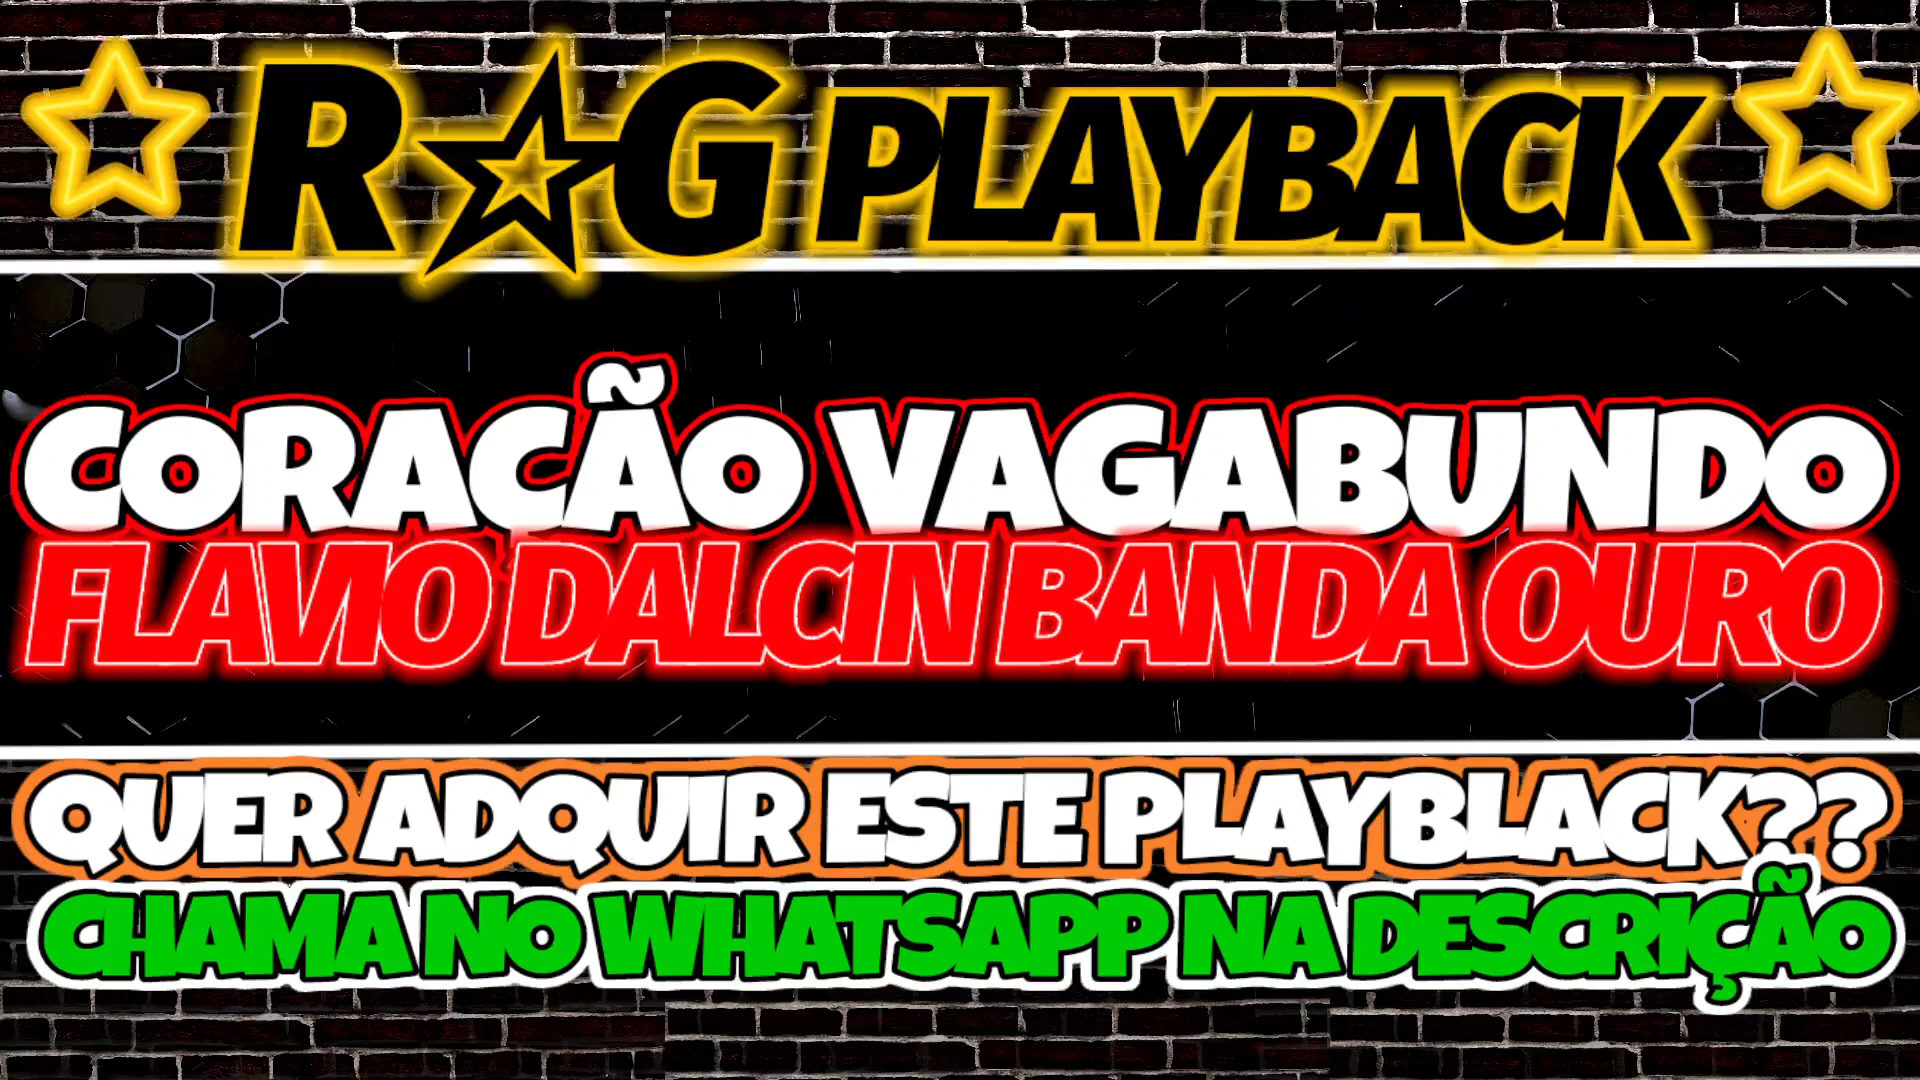 R☆G PLAYBACK
CORAÇÃO VAGABUNDO
FLAVIO DALCIN BANDA OURO
QUER ADQUIR ESTE PLAYBLACK??
CHAMA NO WHATSAPP NA DESCRIÇÃO